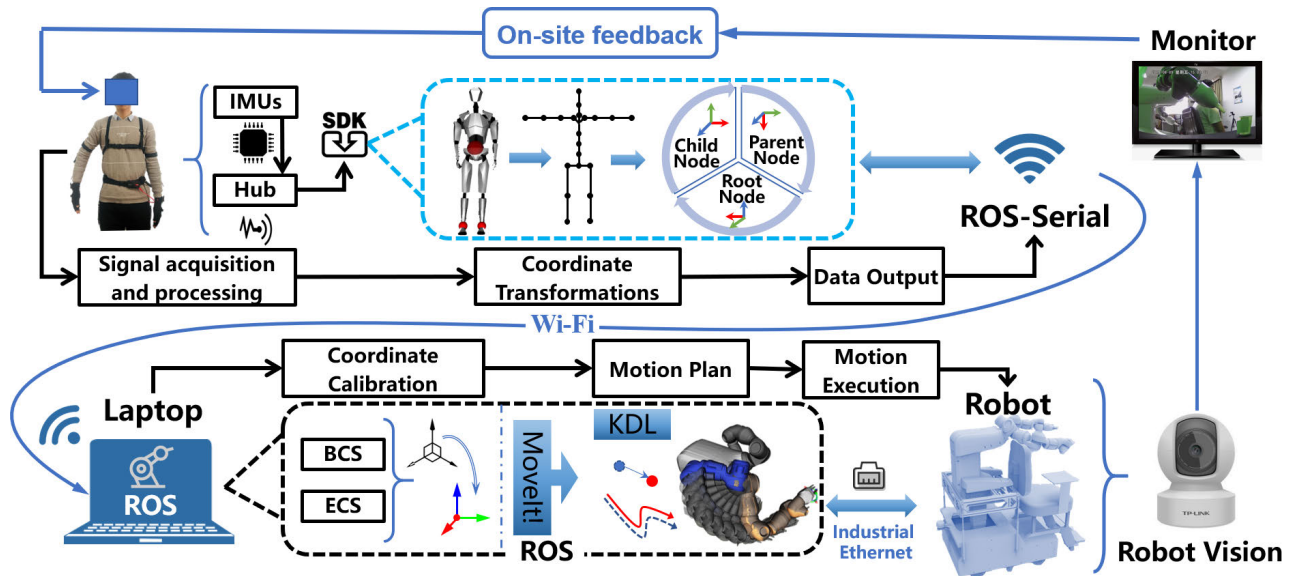 On-site feedback
Monitor
IMUs
SDK
Hub
Child
Node
Parent
Node
Root
Node
ROS-Serial
Signal acquisition
and processing
Coordinate
Transformations
Data Output
Wi-Fi
Coordinate
Calibration
Motion Plan
Motion
Execution
Laptop
Robot
ROS
BCS
ECS
MoveIt!
KDL
ROS
Industrial
Ethernet
TP-LINK
Robot Vision